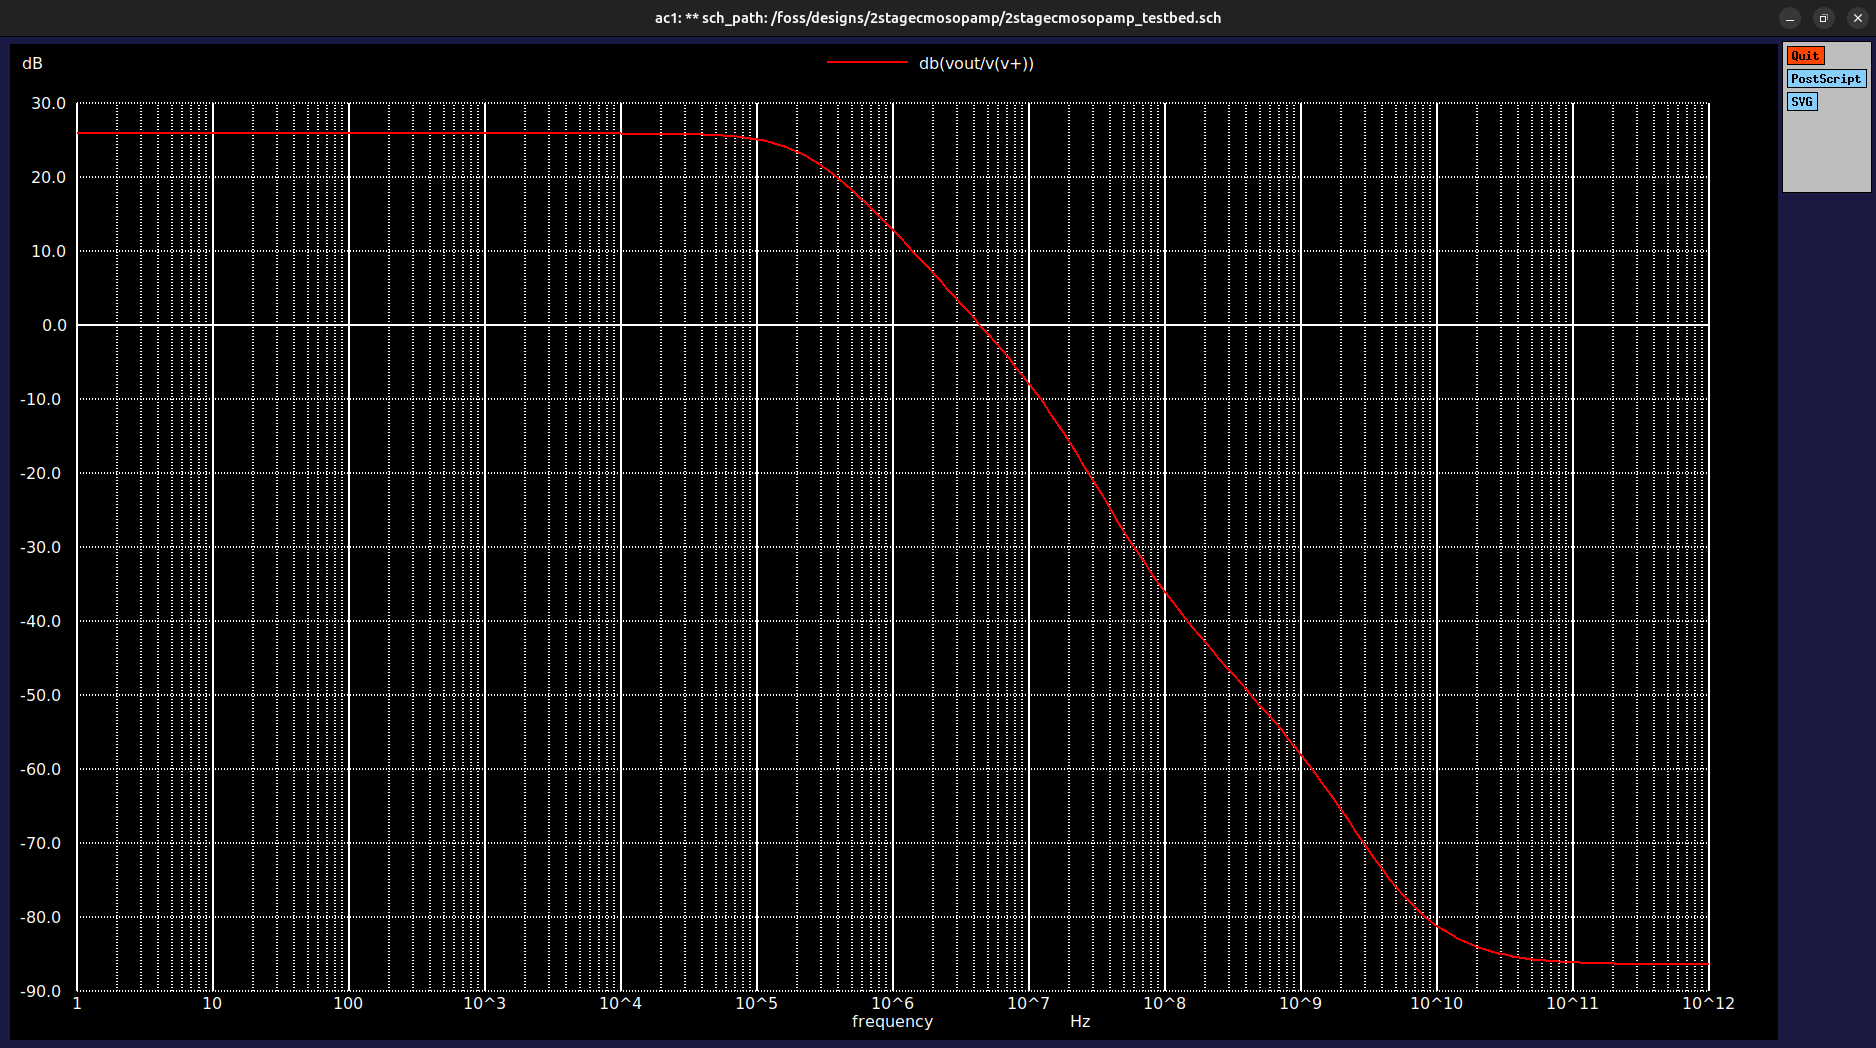 ac1: ** sch_path: /foss/designs/2stagecmosopamp/2stagecmosopamp_testbed.sch
Quit
PostScript
SVG
dB
db(vout/v(v+))
30.0
20.0
10.0
0.0
-10.0
-20.0
-30.0
-40.0
-50.0
-60.0
-70.0
-80.0
-90.0
1 10 100 10^3 10^4 10^5 10^6 10^7 10^8 10^9 10^10 10^11 10^12
frequency Hz